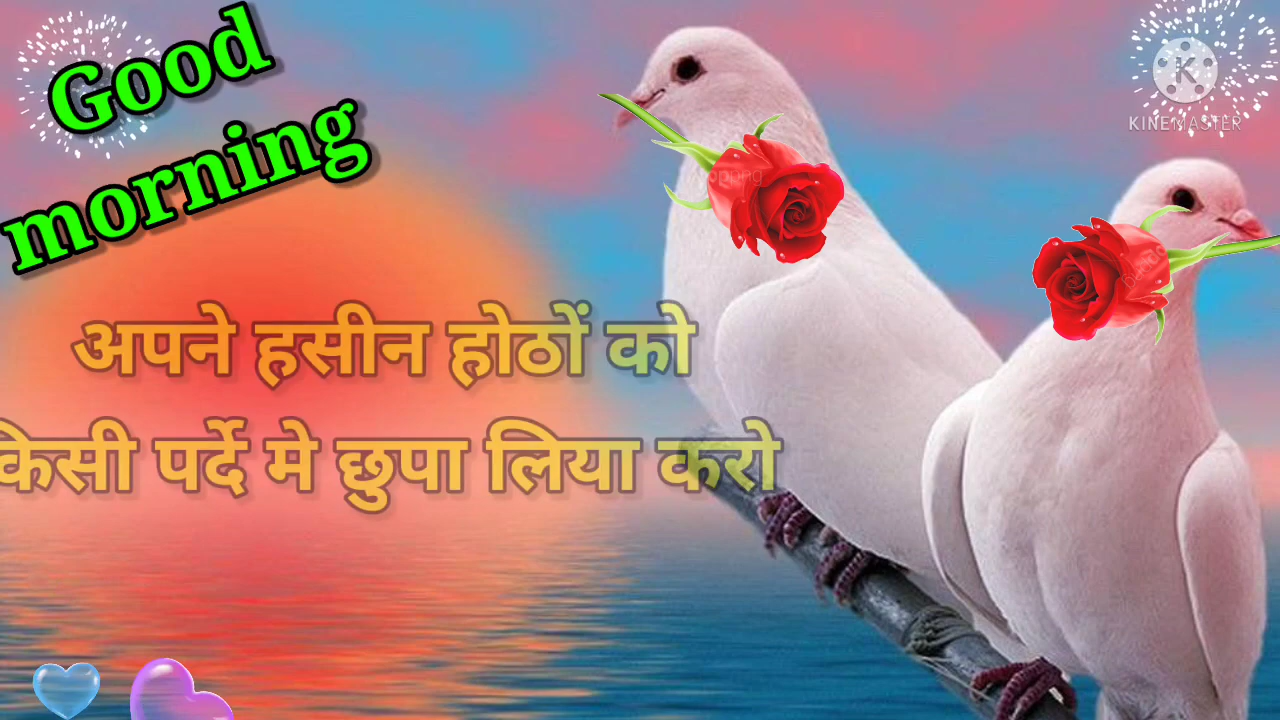 Good
morning
अपने हसीन होठों को
किसी पर्दे मे छुपा लिया करो
KINEMASTER